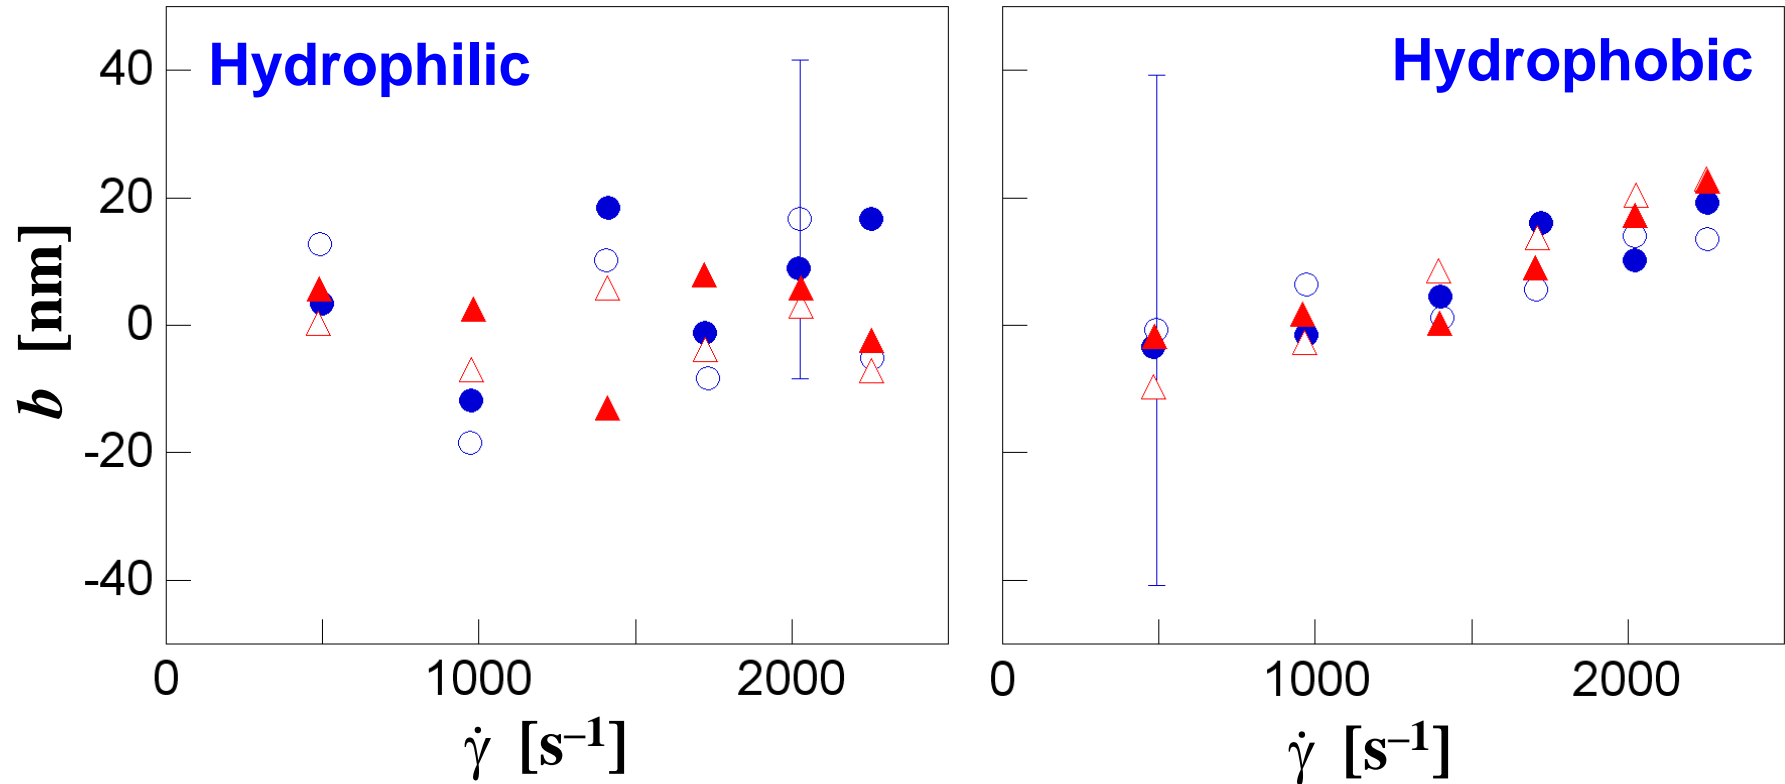 Hydrophilic
Hydrophobic
40
20
0
-20
-40
b [nm]
0 1000 2000
0 1000 2000
γ̇ [s⁻¹]
γ̇ [s⁻¹]